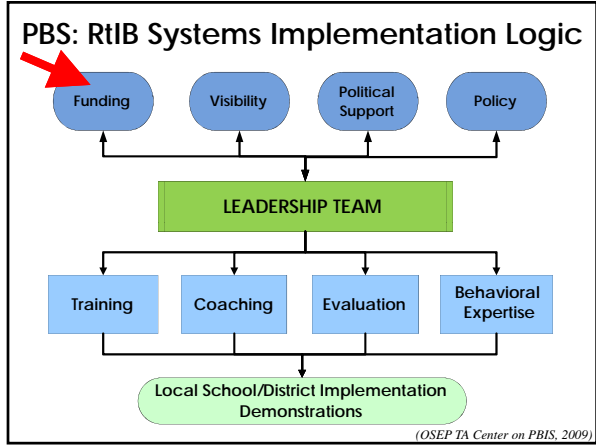 PBS: RtIB Systems Implementation Logic
Funding
Visibility
Political
Support
Policy
LEADERSHIP TEAM
Training
Coaching
Evaluation
Behavioral
Expertise
Local School/District Implementation
Demonstrations
(OSEP TA Center on PBIS, 2009)